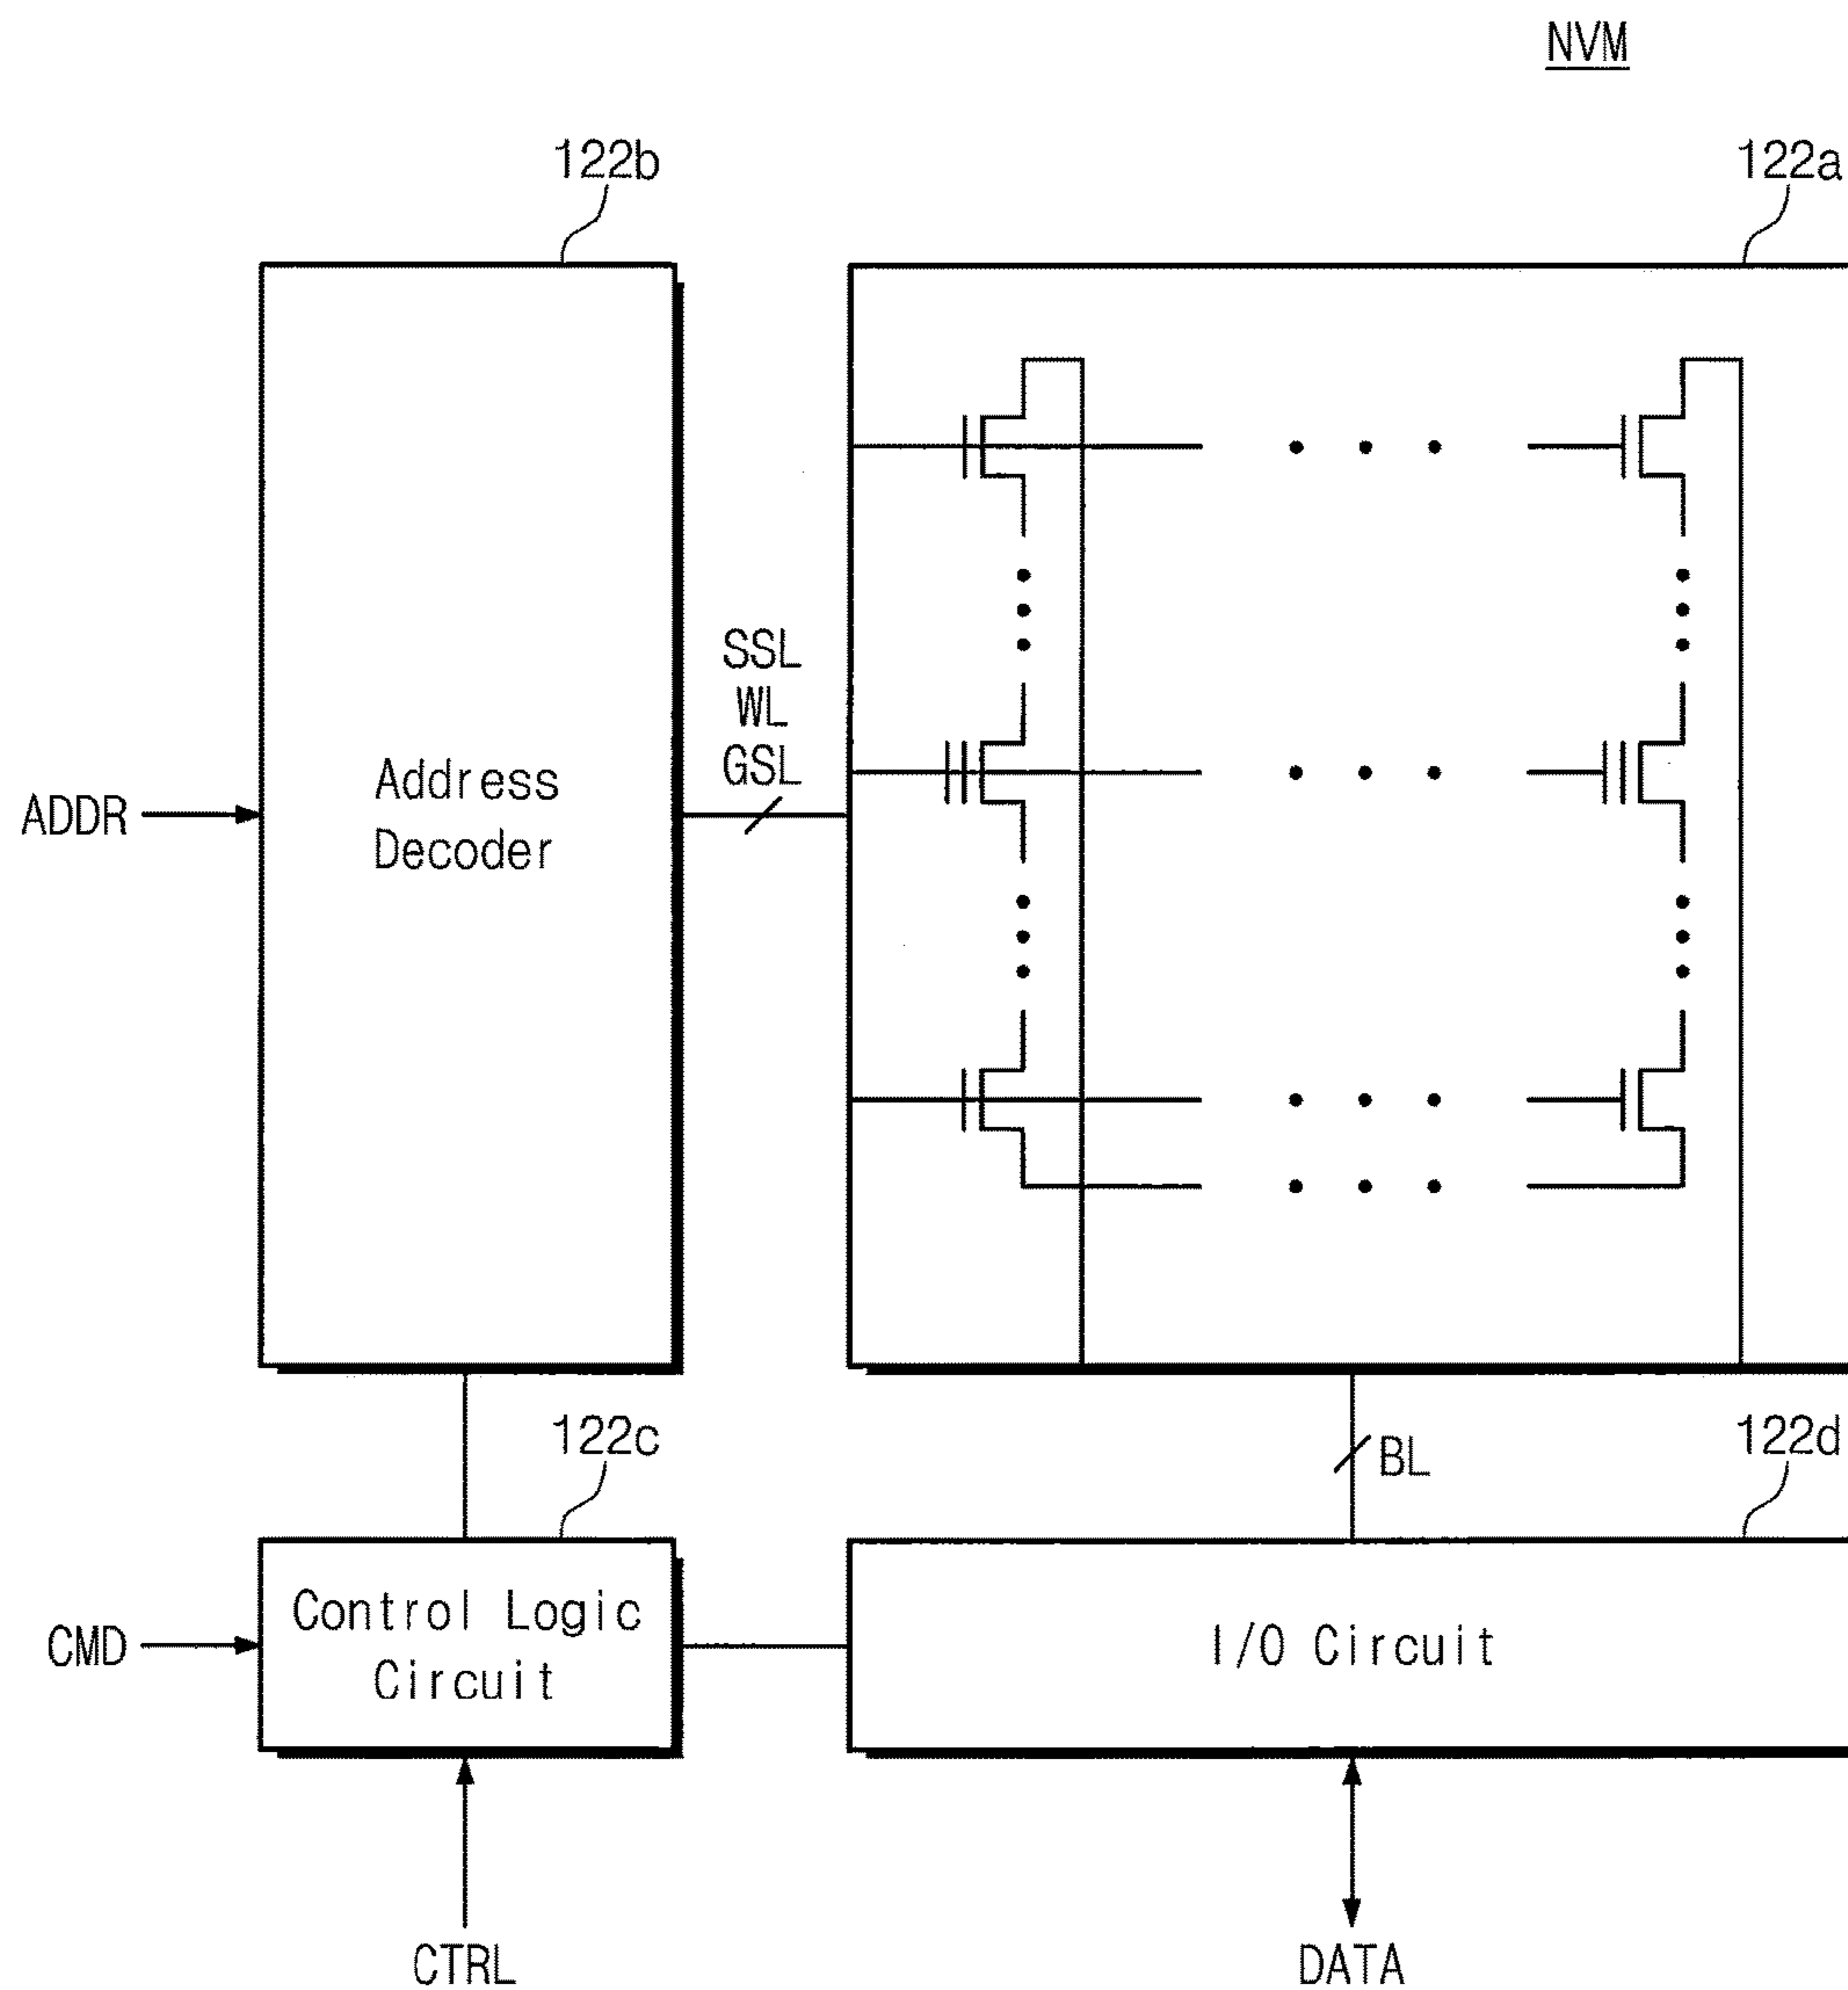 NVM
122b
122a
SSL
WL
GSL
Address
Decoder
ADDR
122c
BL
122d
Control Logic
Circuit
CMD
I/O Circuit
CTRL
DATA